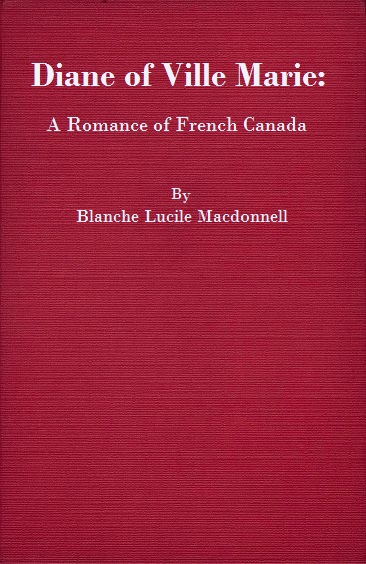 Diane of Ville Marie:
A Romance of French Canada
By
Blanche Lucile Macdonnell